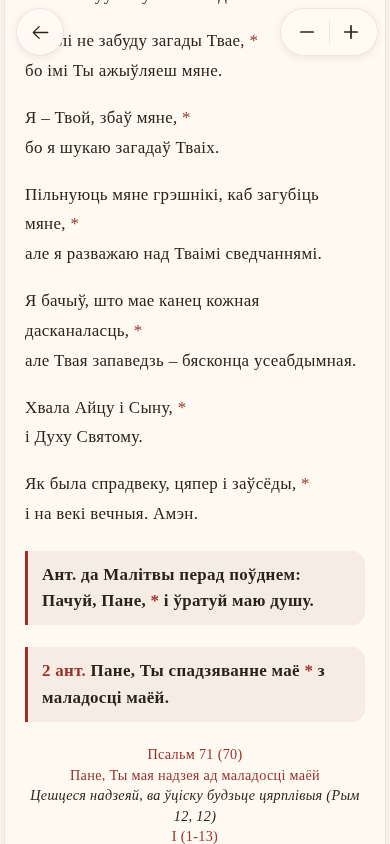 не забуду загады Твае, *
бо імі Ты ажыўляеш мяне.
Я – Твой, збаў мяне, *
бо я шукаю загадаў Тваіх.
Пільнуюць мяне грэшнікі, каб загубіць
мяне, *
але я разважаю над Тваімі сведчаннямі.
Я бачыў, што мае канец кожная
дасканаласць, *
але Твая запаведзь – бясконца усеабдымная.
Хвала Айцу і Сыну, *
і Духу Святому.
Як была спрадвеку, цяпер і заўсёды, *
і на векі вечныя. Амэн.
Ант. да Малітвы перад поўднем:
Пачуй, Пане, * і ўратуй маю душу.
2 ант. Пане, Ты спадзяванне маё * з
маладосці маёй.
Псальм 71 (70)
Пане, Ты мая надзея ад маладосці маёй
Цешцеся надзеяй, ва ўціску будзьце цярплівыя (Рым
12, 12)
I (1-13)